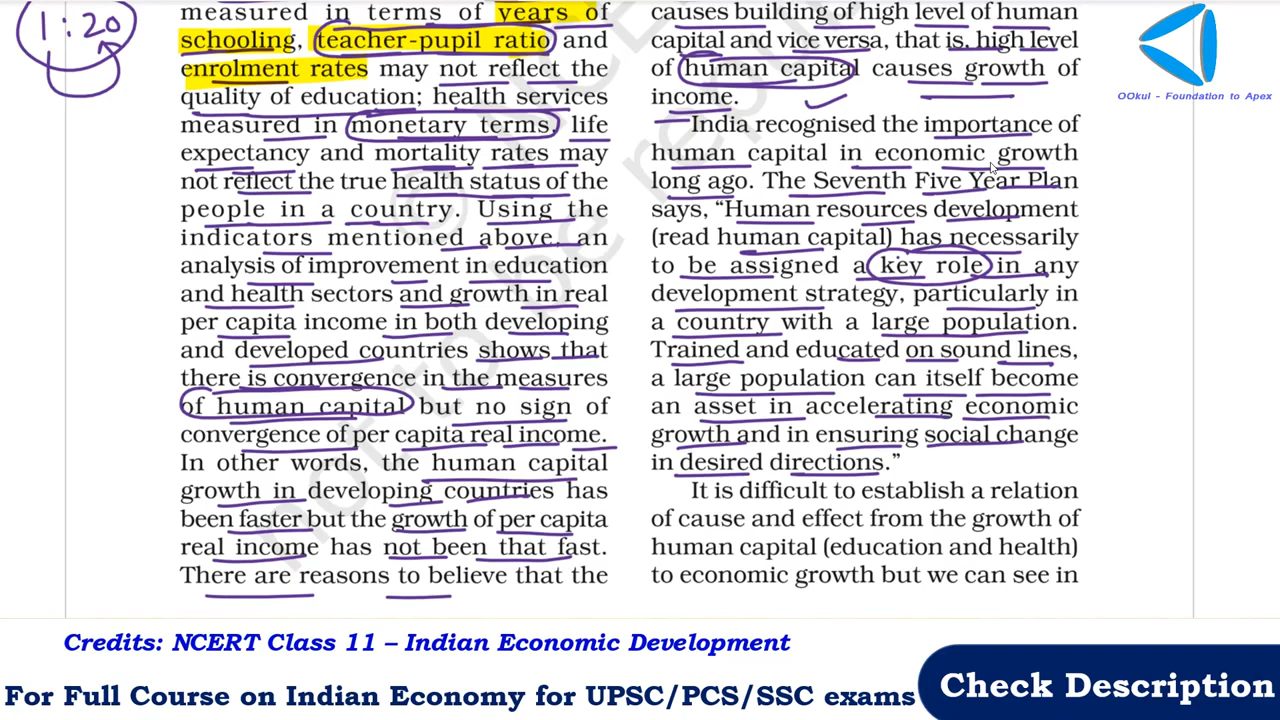 1:20
measured in terms of years of
schooling, teacher-pupil ratio and
enrolment rates may not reflect the
quality of education; health services
measured in monetary terms, life
expectancy and mortality rates may
not reflect the true health status of the
people in a country. Using the
indicators mentioned above, an
analysis of improvement in education
and health sectors and growth in real
per capita income in both developing
and developed countries shows that
there is convergence in the measures
of human capital but no sign of
convergence of per capita real income.
In other words, the human capital
growth in developing countries has
been faster but the growth of per capita
real income has not been that fast.
There are reasons to believe that the
causes building of high level of human
capital and vice versa, that is, high level
of human capital causes growth of
income.
India recognised the importance of
human capital in economic growth
long ago. The Seventh Five Year Plan
says, “Human resources development
(read human capital) has necessarily
to be assigned a key role in any
development strategy, particularly in
a country with a large population.
Trained and educated on sound lines,
a large population can itself become
an asset in accelerating economic
growth and in ensuring social change
in desired directions.”
It is difficult to establish a relation
of cause and effect from the growth of
human capital (education and health)
to economic growth but we can see in
OOkul - Foundation to Apex
not to be repu
Credits: NCERT Class 11 – Indian Economic Development
For Full Course on Indian Economy for UPSC/PCS/SSC exams
Check Description